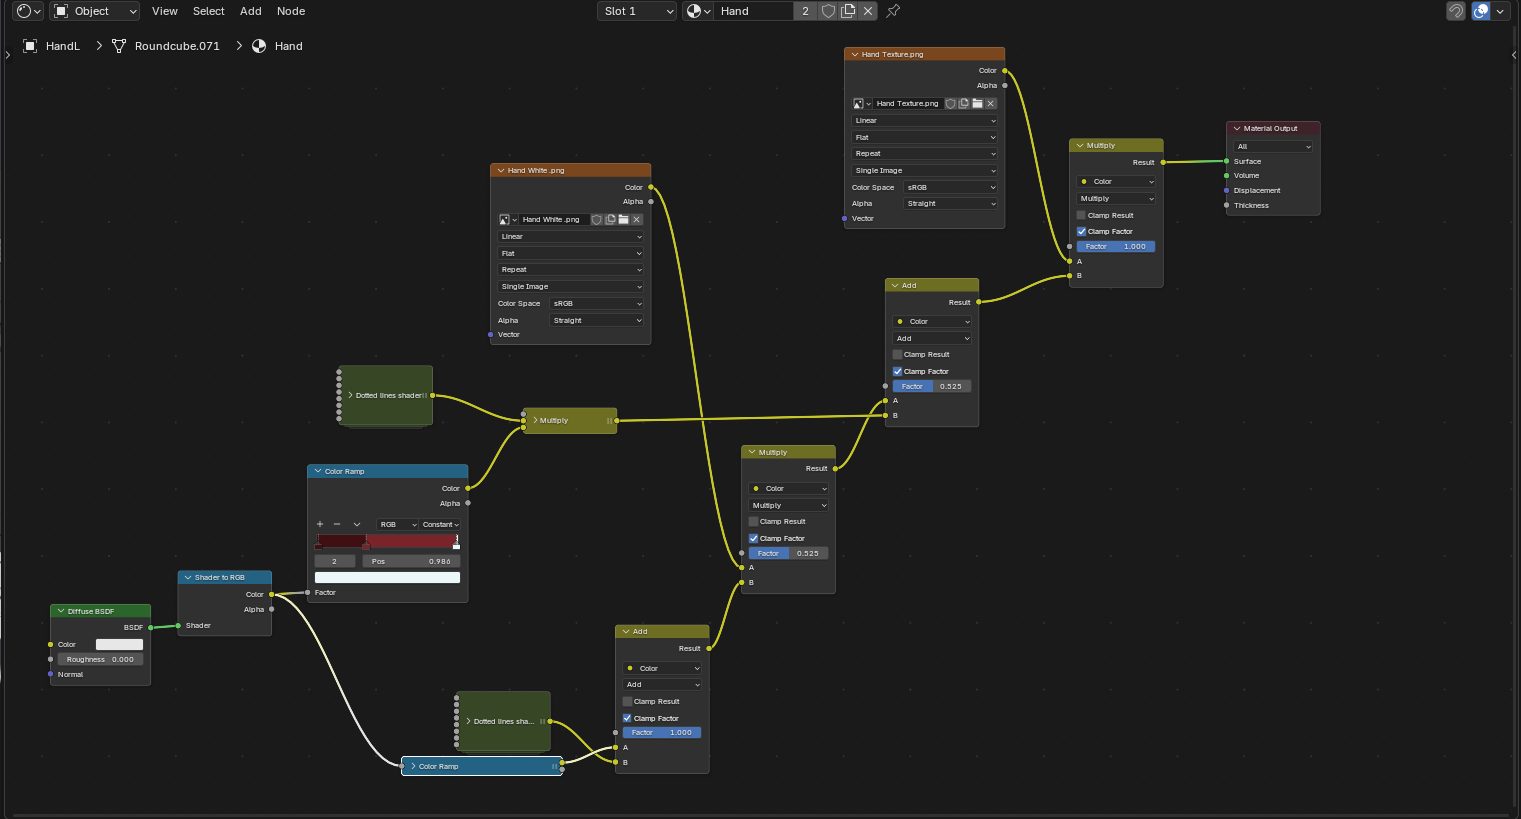 Object View Select Add Node Slot 1 Hand 2
HandL Roundcube.071 Hand
Hand Texture.png
Color
Alpha
Hand Texture.png
Linear
Flat
Repeat
Single Image
Color Space sRGB
Alpha Straight
Vector
Material Output
All
Surface
Volume
Displacement
Thickness
Multiply
Result
Color
Multiply
Clamp Result
Clamp Factor
Factor 1.000
A
B
Hand White .png
Color
Alpha
Hand White .png
Linear
Flat
Repeat
Single Image
Color Space sRGB
Alpha Straight
Vector
Add
Result
Color
Add
Clamp Result
Clamp Factor
Factor 0.525
A
B
Dotted lines shader
Multiply
Multiply
Result
Color
Multiply
Clamp Result
Clamp Factor
Factor 0.525
A
B
Color Ramp
Color
Alpha
RGB Constant
2 Pos 0.986
Factor
Shader to RGB
Color
Alpha
Shader
Diffuse BSDF
BSDF
Color
Roughness 0.000
Normal
Add
Result
Color
Add
Clamp Result
Clamp Factor
Factor 1.000
A
B
Dotted lines sha...
Color Ramp